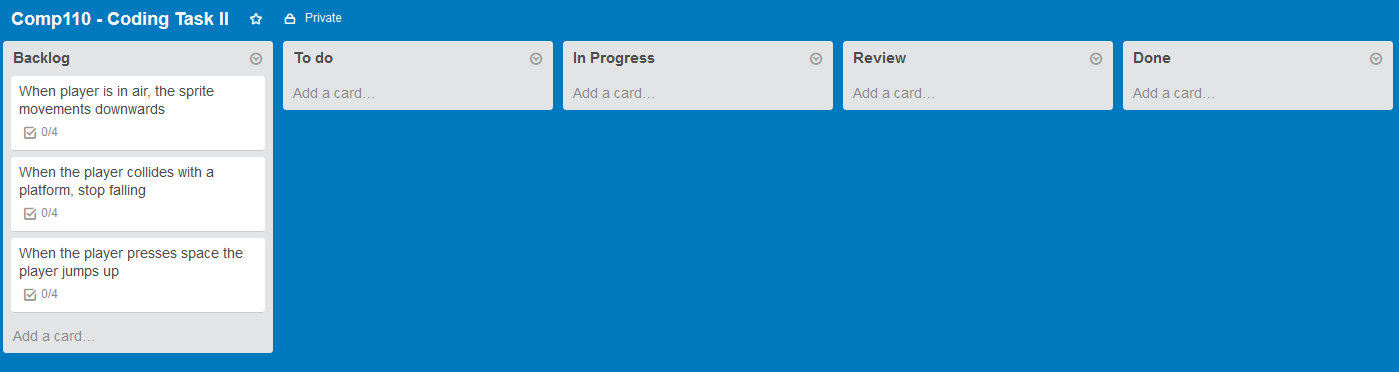 Comp110 - Coding Task II
Private
Backlog
When player is in air, the sprite
movements downwards
0/4
When the player collides with a
platform, stop falling
0/4
When the player presses space the
player jumps up
0/4
Add a card...
To do
Add a card...
In Progress
Add a card...
Review
Add a card...
Done
Add a card...